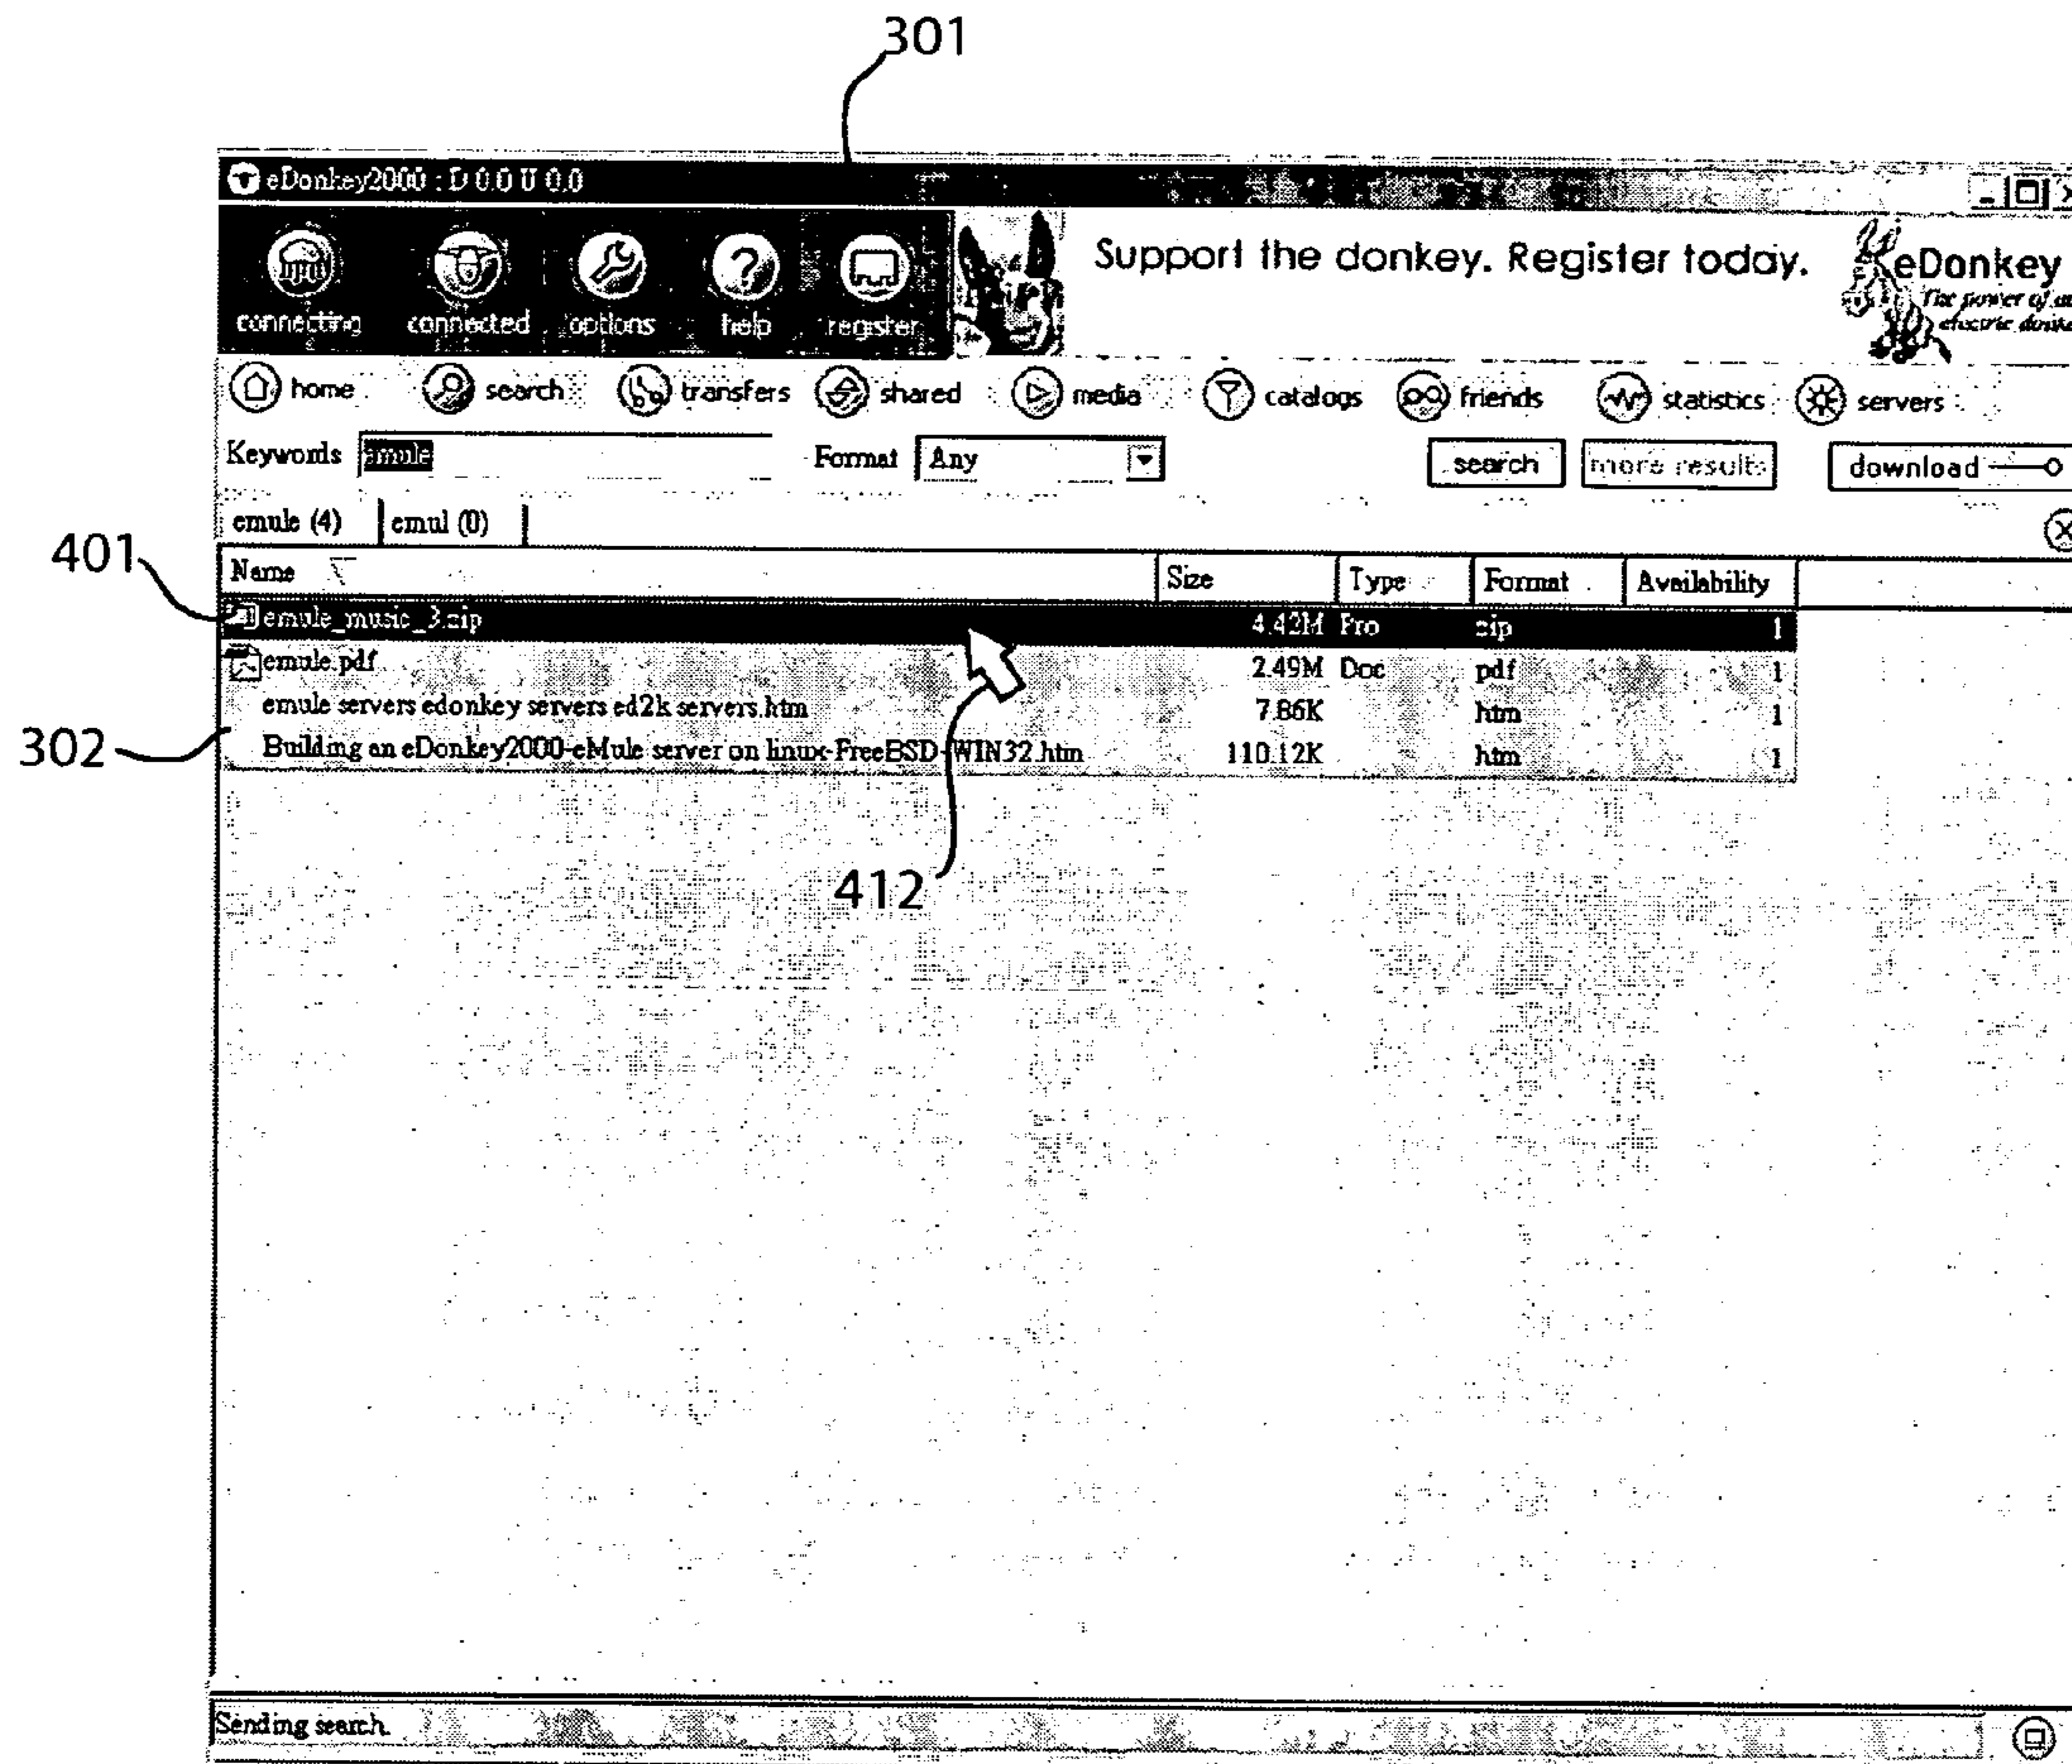 301
eDonkey2000 : D 0.0 U 0.0
Support the donkey. Register today.
eDonkey
The power of
electric
connecting connected options help register
home search transfers shared media catalogs friends statistics servers
Keywords emule Format Any search more results download
emule (4) emul (0)
401
Name Size Type Format Availability
emule_music_3.zip 4.42M Pro zip 1
emule.pdf 2.49M Doc pdf 1
emule servers edonkey servers ed2k servers.htm 7.86K htm 1
302
Building an eDonkey2000-eMule server on linux-FreeBSD-WIN32.htm 110.12K htm 1
412
Sending search.